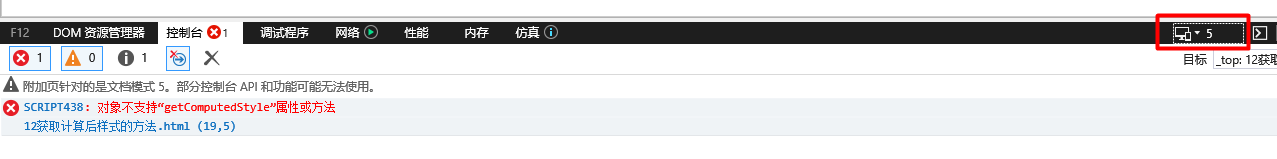 F12 DOM 资源管理器 控制台 1 调试程序 网络 性能 内存 仿真 5
1 0 1 目标 _top: 12获取
附加页针对的是文档模式 5。部分控制台 API 和功能可能无法使用。
SCRIPT438: 对象不支持“getComputedStyle”属性或方法
12获取计算后样式的方法.html (19,5)